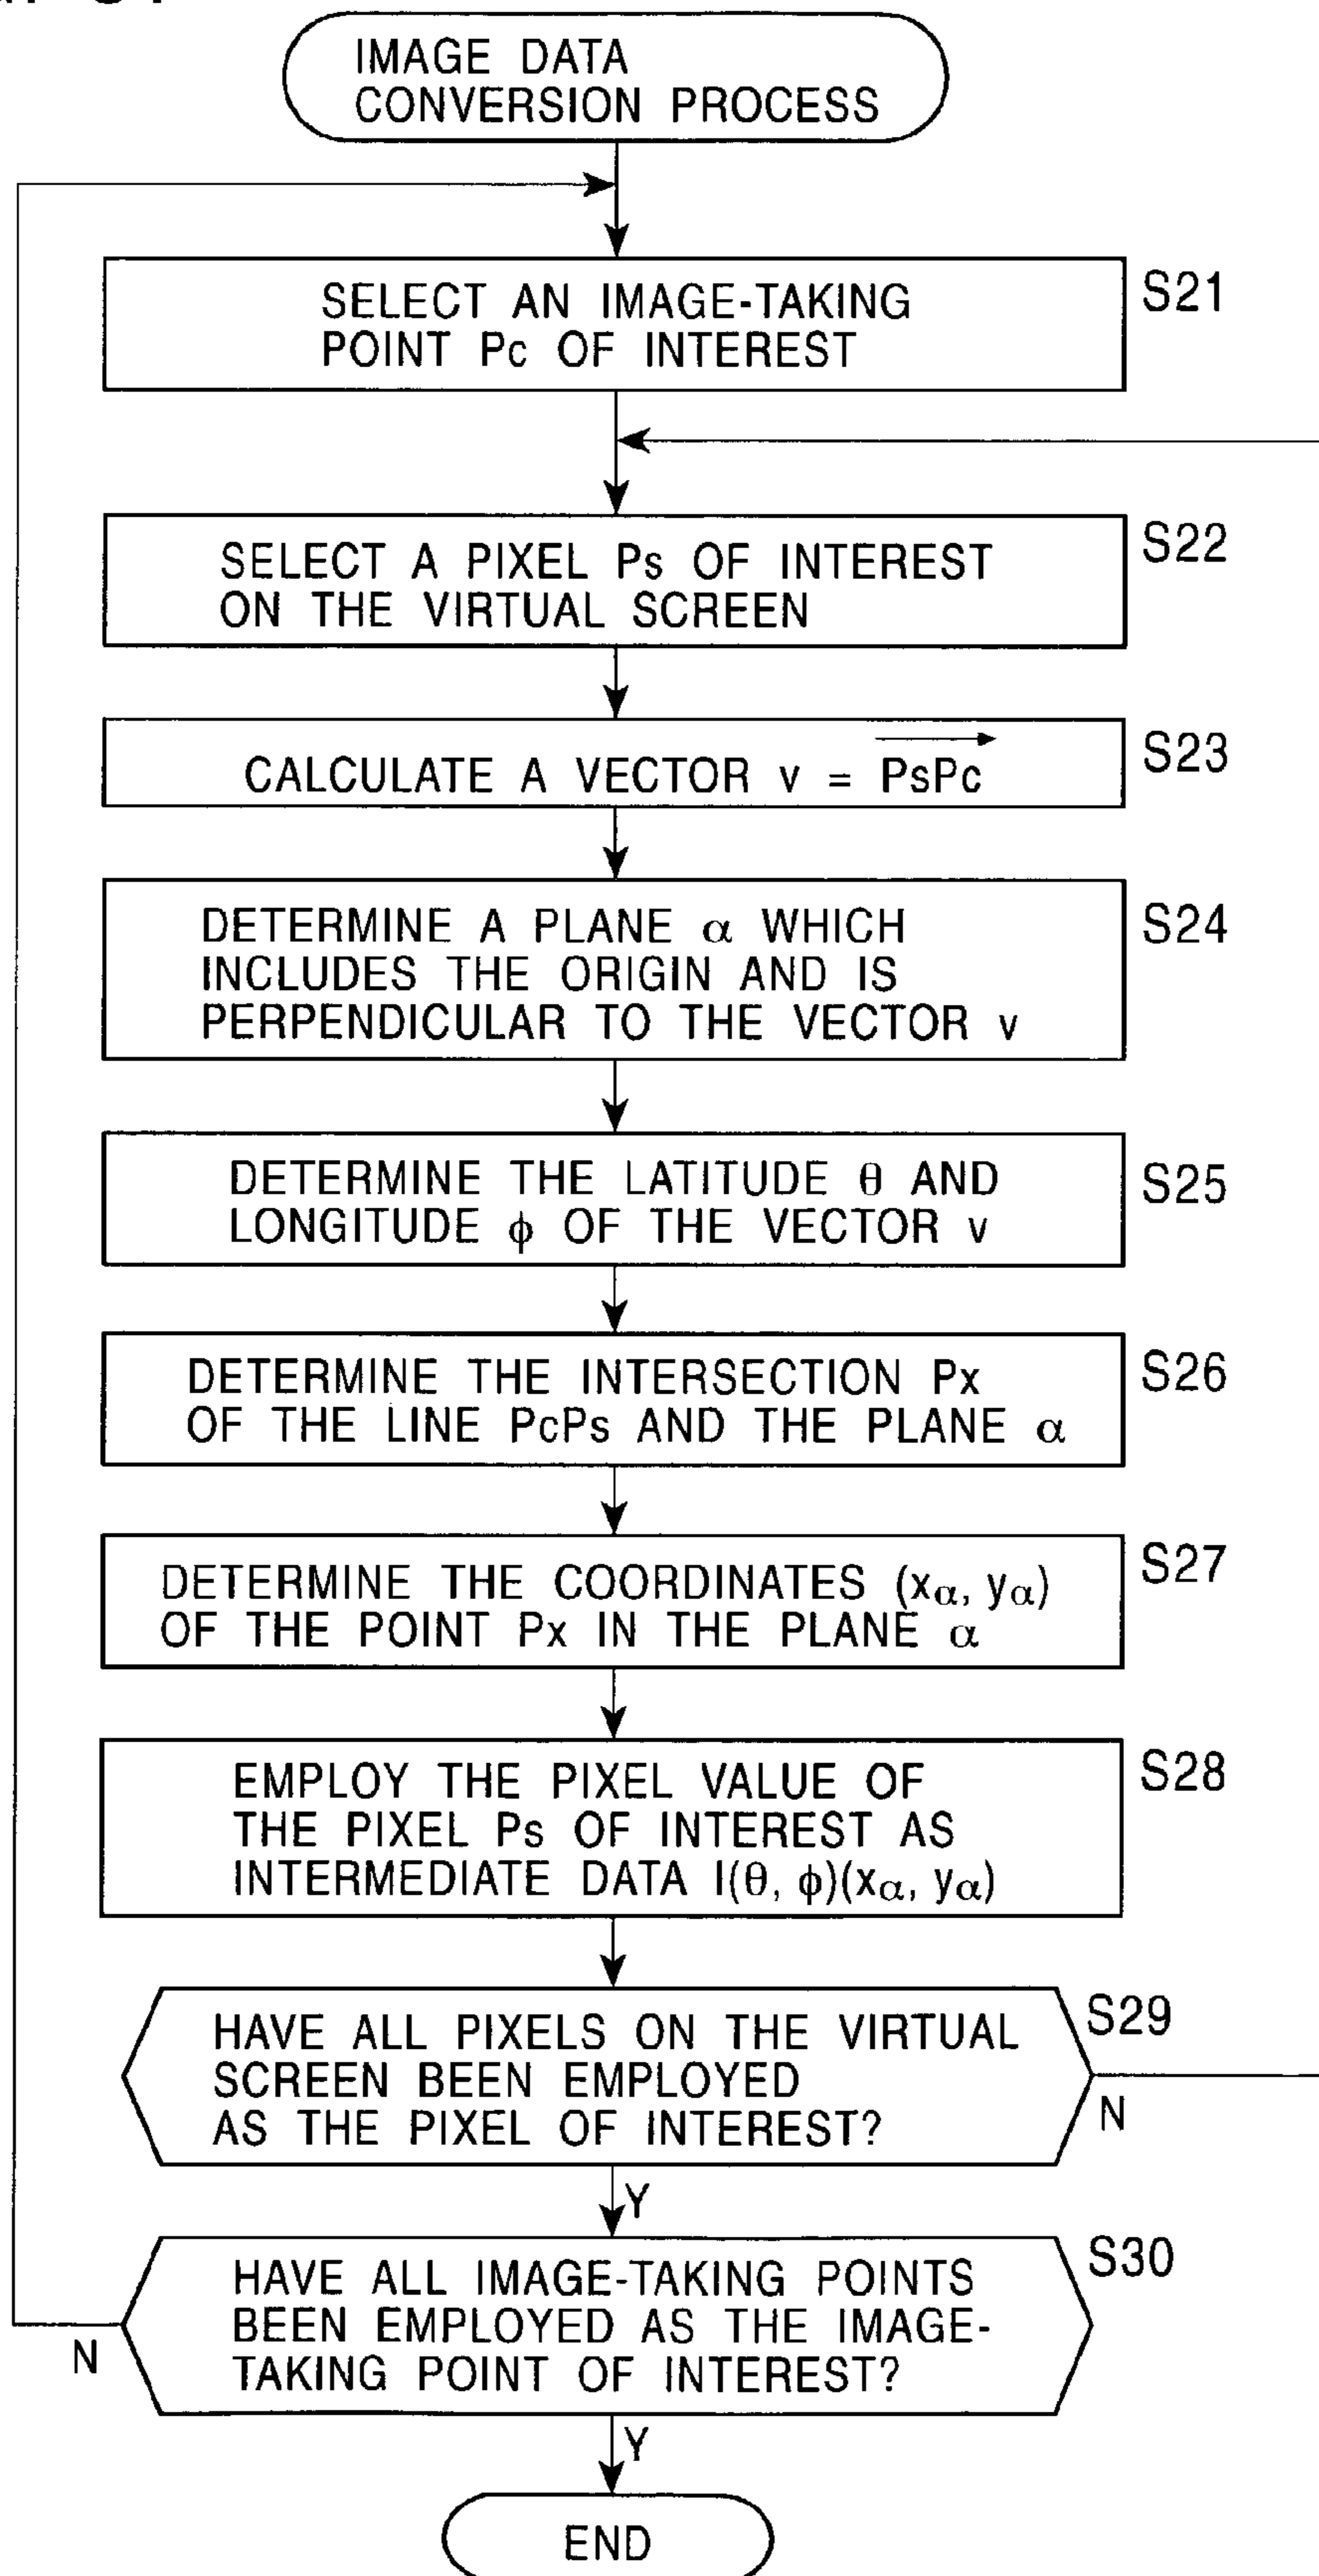 IMAGE DATA
CONVERSION PROCESS
SELECT AN IMAGE-TAKING
POINT Pc OF INTEREST
S21
SELECT A PIXEL Ps OF INTEREST
ON THE VIRTUAL SCREEN
S22
CALCULATE A VECTOR v = PsPc
S23
DETERMINE A PLANE α WHICH
INCLUDES THE ORIGIN AND IS
PERPENDICULAR TO THE VECTOR v
S24
DETERMINE THE LATITUDE θ AND
LONGITUDE ϕ OF THE VECTOR v
S25
DETERMINE THE INTERSECTION Px
OF THE LINE PcPs AND THE PLANE α
S26
DETERMINE THE COORDINATES (xα, yα)
OF THE POINT Px IN THE PLANE α
S27
EMPLOY THE PIXEL VALUE OF
THE PIXEL Ps OF INTEREST AS
INTERMEDIATE DATA I(θ, ϕ)(xα, yα)
S28
HAVE ALL PIXELS ON THE VIRTUAL
SCREEN BEEN EMPLOYED
AS THE PIXEL OF INTEREST?
S29
N
Y
HAVE ALL IMAGE-TAKING POINTS
BEEN EMPLOYED AS THE IMAGE-
TAKING POINT OF INTEREST?
S30
N
Y
END